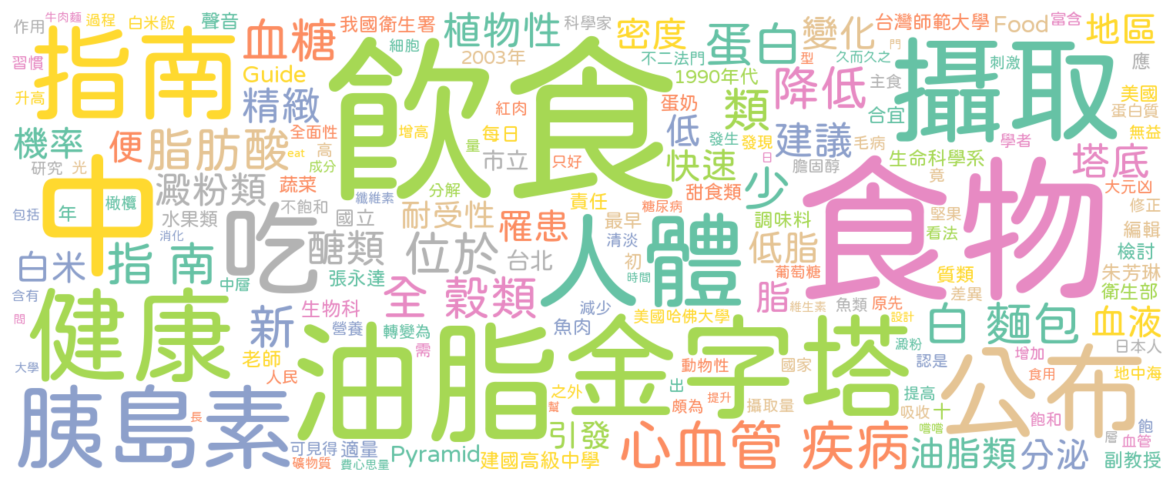 牛肉麵 過程 白米飯 聲音 我國衛生署 植物性 科學家 密度 蛋白 變化 台灣師範大學 Food 富含 地區
作用 指南 血糖 細胞 2003年 不二法門 久而久之 門 型 刺激 應
習慣 Guide 飲食 1990年代 降低 主食 攝取 美國
升高 精緻 紅肉 蛋奶 類 合宜 蛋白質
機率 便 脂肪酸 全面性 增高 每日 低 發生 發現 建議 毛病 學者 無益
研究 光 高 eat 成分 量 市立 只好 快速 日 膽固醇 生命科學系 塔底
中 澱粉類 蔬菜 纖維素 分解 責任 甜食類 少 竟 大元凶
包括 年 橄欖 水果類 不飽和 國立 耐受性 罹患 最早 糖尿病 調味料 堅果 修正
消化 吃 清淡 看法 食物 編輯
白米 指 南 醣類 位於 台北 初 人體 低脂 檢討
中層 張永達 時間 葡萄糖 質類 朱芳琳
含有 生物科 全 穀類 減少 脂 維生素 魚類 原先 差異 衛生部
健康 新 營養 轉變為 魚肉 美國哈佛大學 設計 白 麵包 血液
問 老師 需 油脂 金字塔 澱粉 認是 公布 日本人
大學 人民 之外 出 動物性 國家 增加 地中海
胰島素 頗為 提升 提高 食用
長 幫 攝取量 吸收 十 飽和 飽
可見得 適量 Pyramid 引發 心血管 疾病 嚐嚐 油脂類 分泌 層 血管
礦物質 費心思量 建國高級中學 副教授